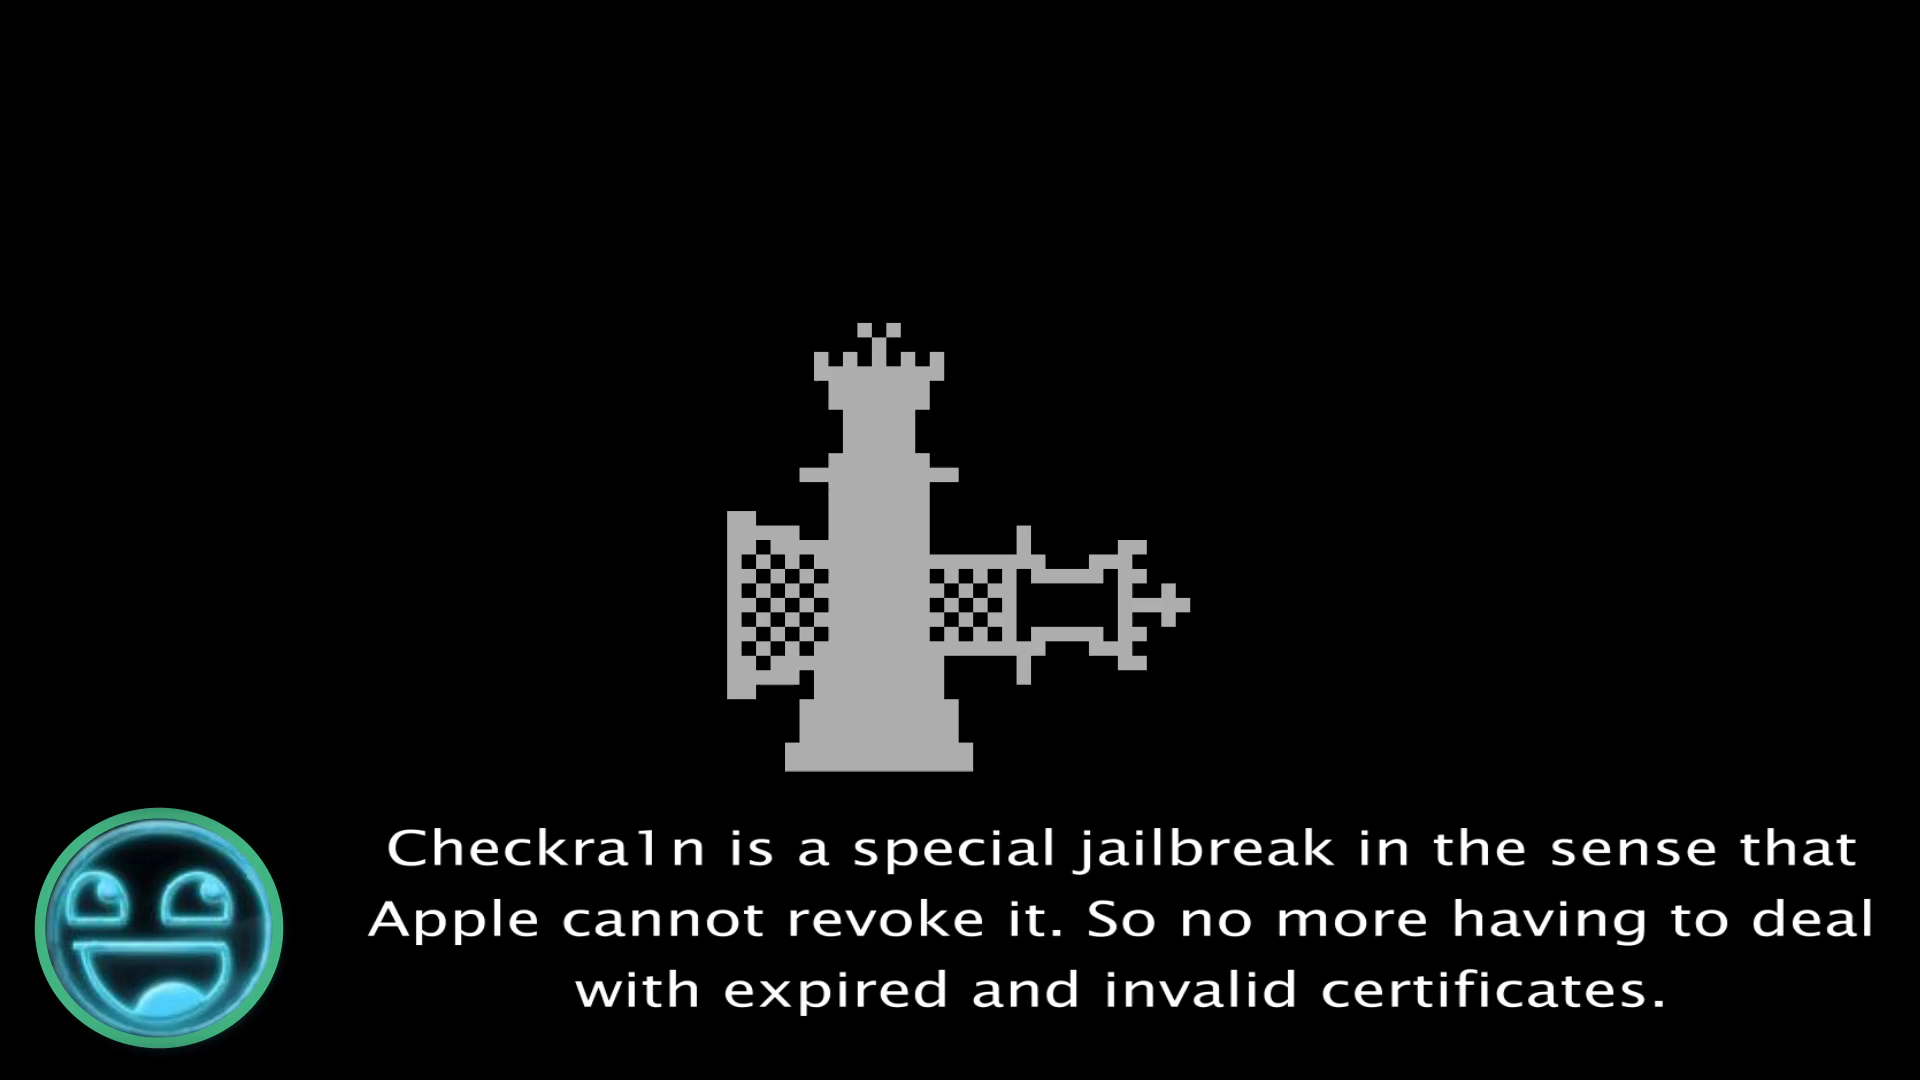 Checkra1n is a special jailbreak in the sense that
Apple cannot revoke it. So no more having to deal
with expired and invalid certificates.